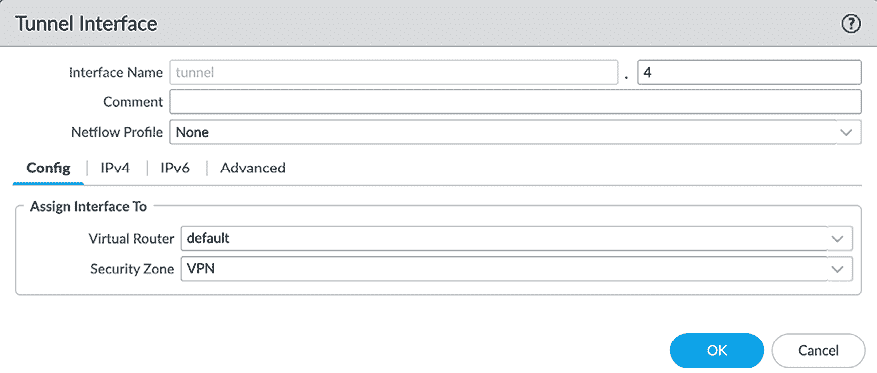 Tunnel Interface ?
Interface Name tunnel . 4
Comment
Netflow Profile None
Config IPv4 IPv6 Advanced
Assign Interface To
Virtual Router default
Security Zone VPN
OK Cancel